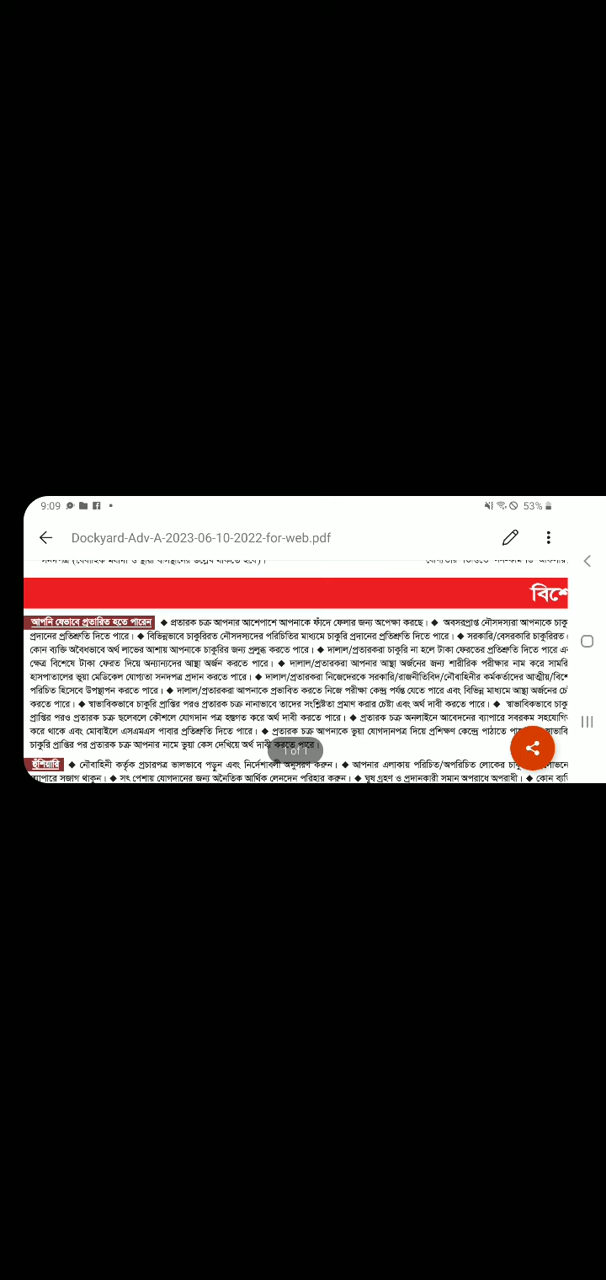 9:09
53%
Dockyard-Adv-A-2023-06-10-2022-for-web.pdf
বিশে
আপনি যেভাবে প্রতারিত হতে পারেন ◆ প্রতারক চক্র আপনার আশেপাশে আপনাকে ফাঁদে ফেলার জন্য অপেক্ষা করছে। ◆ অবসরপ্রাপ্ত নৌসদস্যরা আপনাকে চাকু
প্রদানের প্রতিশ্রুতি দিতে পারে। ◆ বিভিন্নভাবে চাকুরিরত নৌসদস্যদের পরিচিতির মাধ্যমে চাকুরি প্রদানের প্রতিশ্রুতি দিতে পারে। ◆ সরকারি/বেসরকারি চাকুরিরত
কোন ব্যক্তি অবৈধভাবে অর্থ লাভের আশায় আপনাকে চাকুরির জন্য প্রলুব্ধ করতে পারে। ◆ দালাল/প্রতারকরা চাকুরি না হলে টাকা ফেরতের প্রতিশ্রুতি দিতে পারে এ
ক্ষেত্র বিশেষে টাকা ফেরত দিয়ে অন্যান্যদের আস্থা অর্জন করতে পারে। ◆ দালাল/প্রতারকরা আপনার আস্থা অর্জনের জন্য শারীরিক পরীক্ষার নাম করে সামরি
হাসপাতালের ভূয়া মেডিকেল যোগ্যতা সনদপত্র প্রদান করতে পারে। ◆ দালাল/প্রতারকরা নিজেদেরকে সরকারি/রাজনীতিবিদ/নৌবাহিনীর কর্মকর্তাদের আত্মীয়/বিশে
পরিচিত হিসেবে উপস্থাপন করতে পারে। ◆ দালাল/প্রতারকরা আপনাকে প্রভাবিত করতে নিজে পরীক্ষা কেন্দ্র পর্যন্ত যেতে পারে এবং বিভিন্ন মাধ্যমে আস্থা অর্জনের চে
করতে পারে। ◆ স্বাভাবিকভাবে চাকুরি প্রাপ্তির পরও প্রতারক চক্র নানাভাবে তাদের সংশ্লিষ্টতা প্রমাণ করার চেষ্টা এবং অর্থ দাবী করতে পারে। ◆ স্বাভাবিকভাবে চাকু
প্রাপ্তির পরও প্রতারক চক্র ছলেবলে কৌশলে যোগদান পত্র হস্তগত করে অর্থ দাবী করতে পারে। ◆ প্রতারক চক্র অনলাইনে আবেদনের ব্যাপারে সবরকম সহযোগি
করে থাকে এবং মোবাইলে এসএমএস পাবার প্রতিশ্রুতি দিতে পারে। ◆ প্রতারক চক্র আপনাকে ভূয়া যোগদানপত্র দিয়ে প্রশিক্ষণ কেন্দ্রে পাঠাতে
চাকুরি প্রাপ্তির পর প্রতারক চক্র আপনার নামে ভূয়া কেস দেখিয়ে অর্থ দাবী করতে পারে।
1 of 1
হুঁশিয়ারি ◆ নৌবাহিনী কর্তৃক প্রচারপত্র ভালভাবে পড়ুন এবং নির্দেশাবলী অনুসরণ করুন। ◆ আপনার এলাকায় পরিচিত/অপরিচিত লোকের
ব্যাপারে সজাগ থাকুন। ◆ সৎ পেশায় যোগদানের জন্য অনৈতিক আর্থিক লেনদেন পরিহার করুন। ◆ ঘুষ গ্রহণ ও প্রদানকারী সমান অপরাধে অপরাধী। ◆ কোন ব্যি